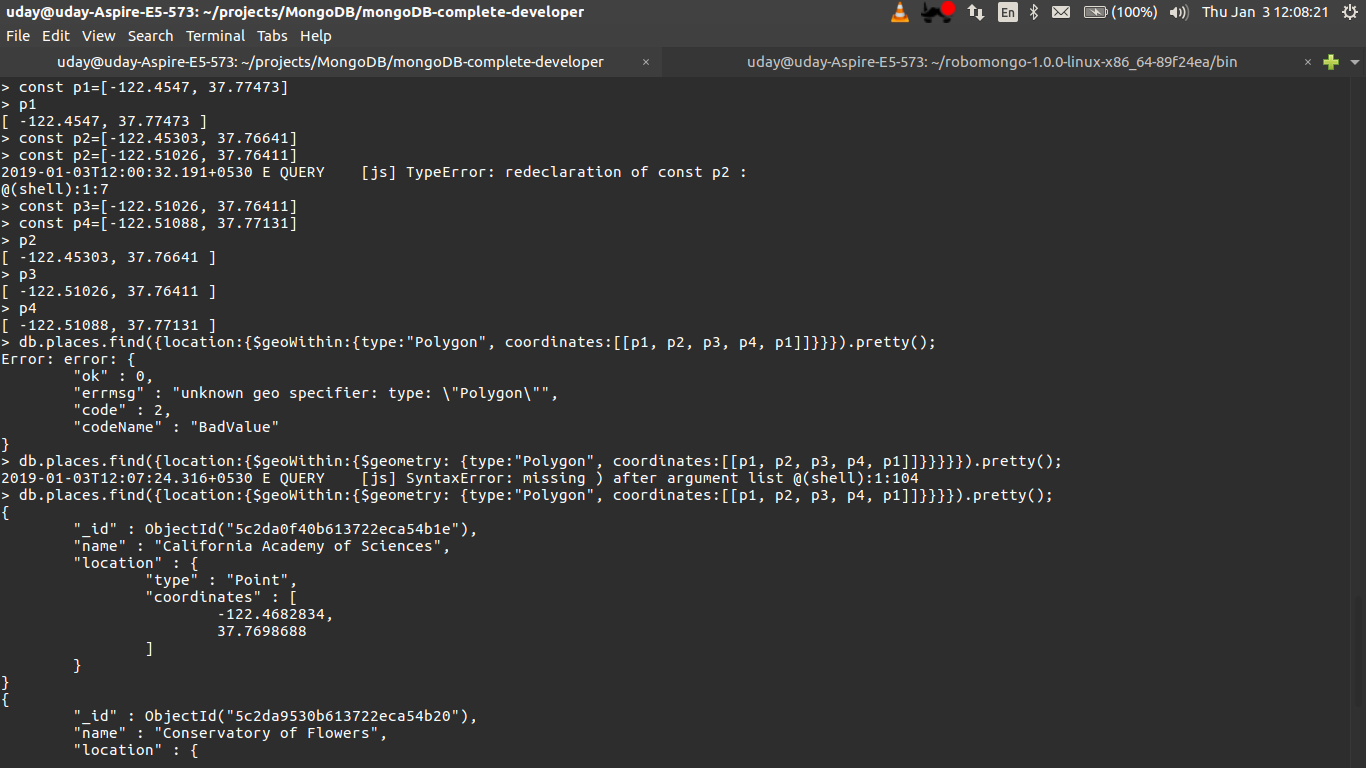 uday@uday-Aspire-E5-573: ~/projects/MongoDB/mongoDB-complete-developer
En (100%) Thu Jan 3 12:08:21
File Edit View Search Terminal Tabs Help
uday@uday-Aspire-E5-573: ~/projects/MongoDB/mongoDB-complete-developer × uday@uday-Aspire-E5-573: ~/robomongo-1.0.0-linux-x86_64-89f24ea/bin ×
> const p1=[-122.4547, 37.77473]
> p1
[ -122.4547, 37.77473 ]
> const p2=[-122.45303, 37.76641]
> const p2=[-122.51026, 37.76411]
2019-01-03T12:00:32.191+0530 E QUERY    [js] TypeError: redeclaration of const p2 :
@(shell):1:7
> const p3=[-122.51026, 37.76411]
> const p4=[-122.51088, 37.77131]
> p2
[ -122.45303, 37.76641 ]
> p3
[ -122.51026, 37.76411 ]
> p4
[ -122.51088, 37.77131 ]
> db.places.find({location:{$geoWithin:{type:"Polygon", coordinates:[[p1, p2, p3, p4, p1]]}}}).pretty();
Error: error: {
        "ok" : 0,
        "errmsg" : "unknown geo specifier: type: \"Polygon\"",
        "code" : 2,
        "codeName" : "BadValue"
}
> db.places.find({location:{$geoWithin:{$geometry: {type:"Polygon", coordinates:[[p1, p2, p3, p4, p1]]}}}}}).pretty();
2019-01-03T12:07:24.316+0530 E QUERY    [js] SyntaxError: missing ) after argument list @(shell):1:104
> db.places.find({location:{$geoWithin:{$geometry: {type:"Polygon", coordinates:[[p1, p2, p3, p4, p1]]}}}}).pretty();
{
        "_id" : ObjectId("5c2da0f40b613722eca54b1e"),
        "name" : "California Academy of Sciences",
        "location" : {
                "type" : "Point",
                "coordinates" : [
                        -122.4682834,
                        37.7698688
                ]
        }
}
{
        "_id" : ObjectId("5c2da9530b613722eca54b20"),
        "name" : "Conservatory of Flowers",
        "location" : {